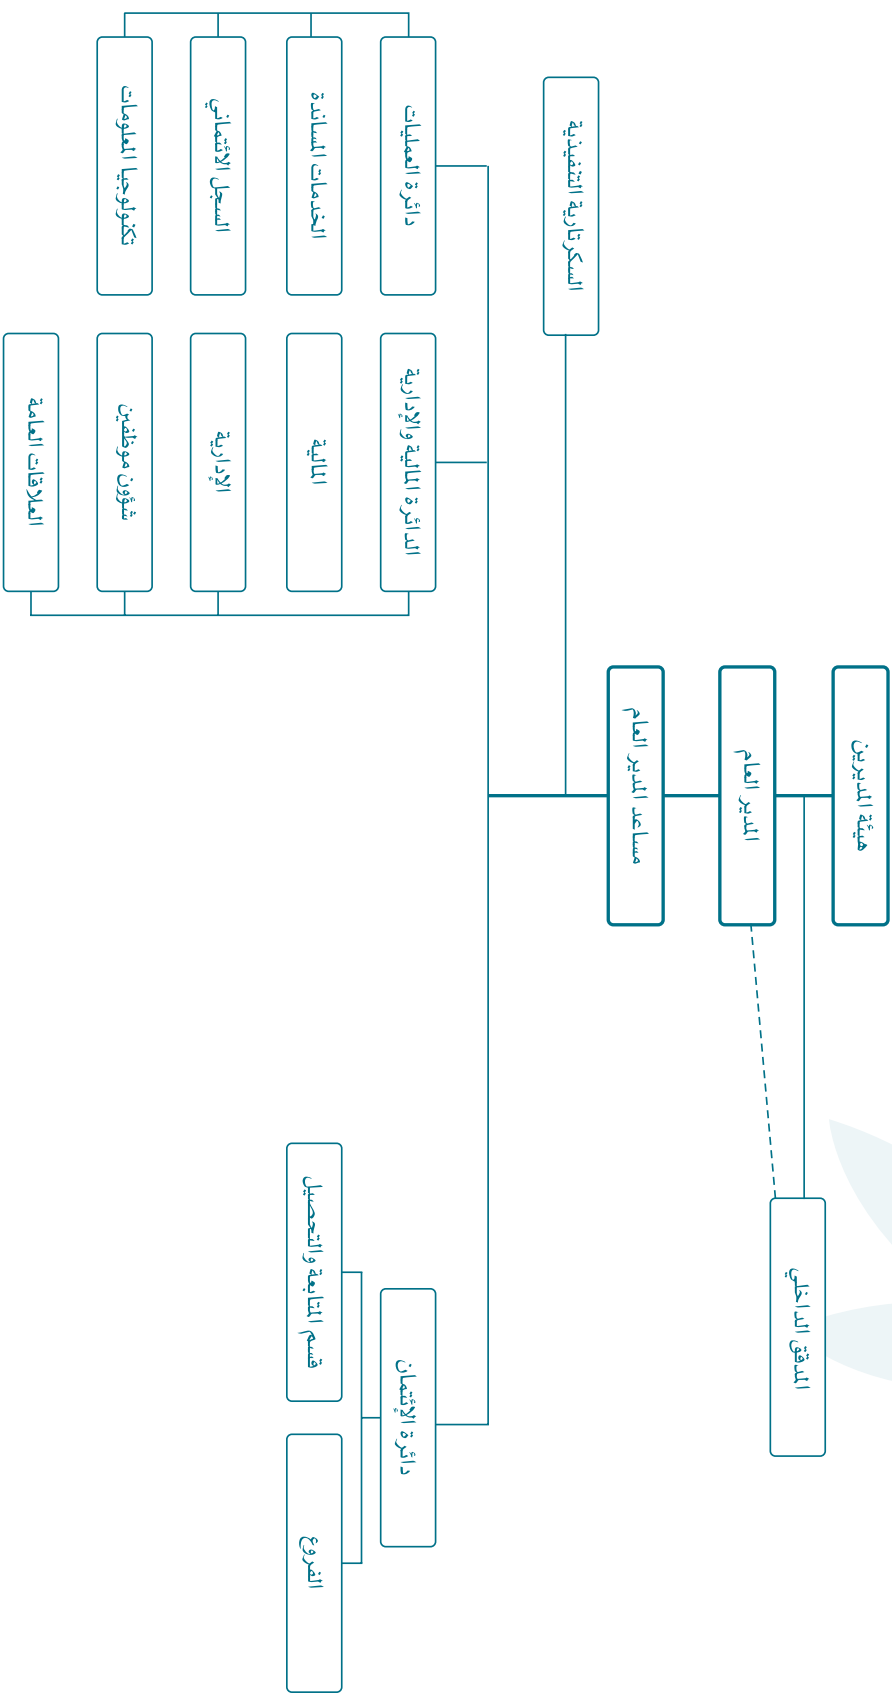 هيئة المديرين
المدقق الداخلي
المدير العام
مساعد المدير العام
السكرتارية التنفيذية
دائرة الإئتمان
الفروع
قسم المتابعة والتحصيل
الدائرة المالية والإدارية
المالية
الإدارية
شؤون موظفين
العلاقات العامة
دائرة العمليات
الخدمات المساندة
السجل الائتماني
تكنولوجيا المعلومات